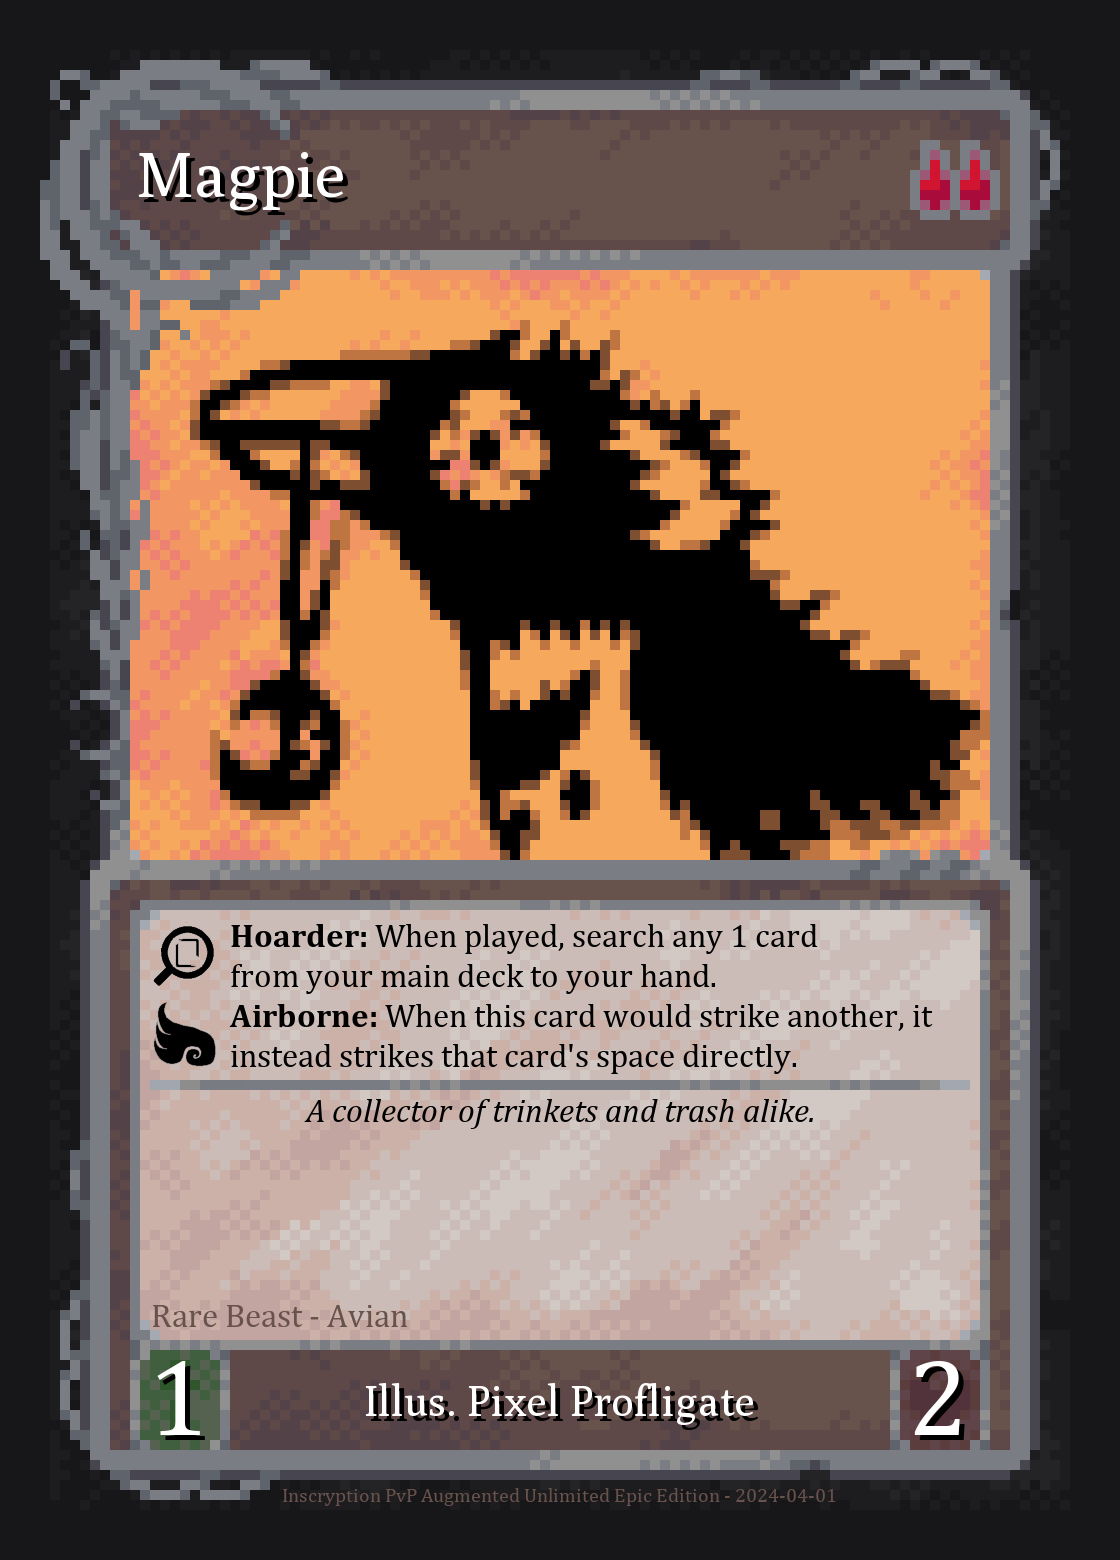 Magpie
Hoarder: When played, search any 1 card
from your main deck to your hand.
Airborne: When this card would strike another, it
instead strikes that card's space directly.
A collector of trinkets and trash alike.
Rare Beast - Avian
1
Illus. Pixel Profligate
2
Inscryption PvP Augmented Unlimited Epic Edition - 2024-04-01